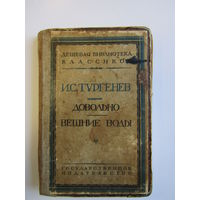 ДЕШЕВАЯ БИБЛИОТЕКА
КЛАССИКОВ
И.С.ТУРГЕНЕВ
ДОВОЛЬНО
ВЕШНИЕ ВОДЫ
ГОСУДАРСТВЕННОЕ
ИЗДАТЕЛЬСТВО